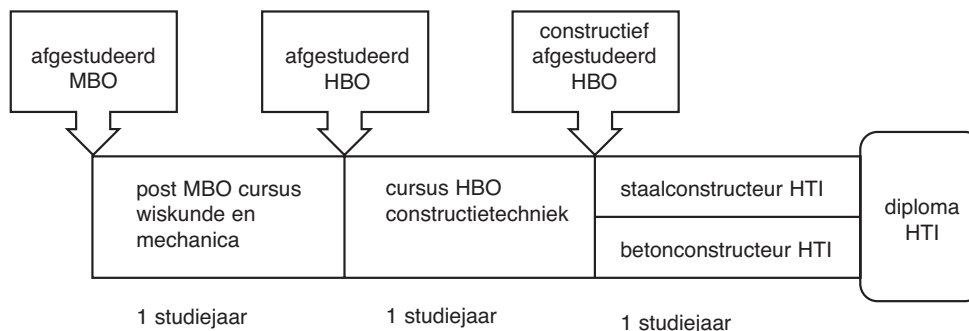 afgestudeerd
MBO
afgestudeerd
HBO
constructief
afgestudeerd
HBO
post MBO cursus
wiskunde en
mechanica
cursus HBO
constructietechniek
staalconstructeur HTI
betonconstructeur HTI
diploma
HTI
1 studiejaar
1 studiejaar
1 studiejaar